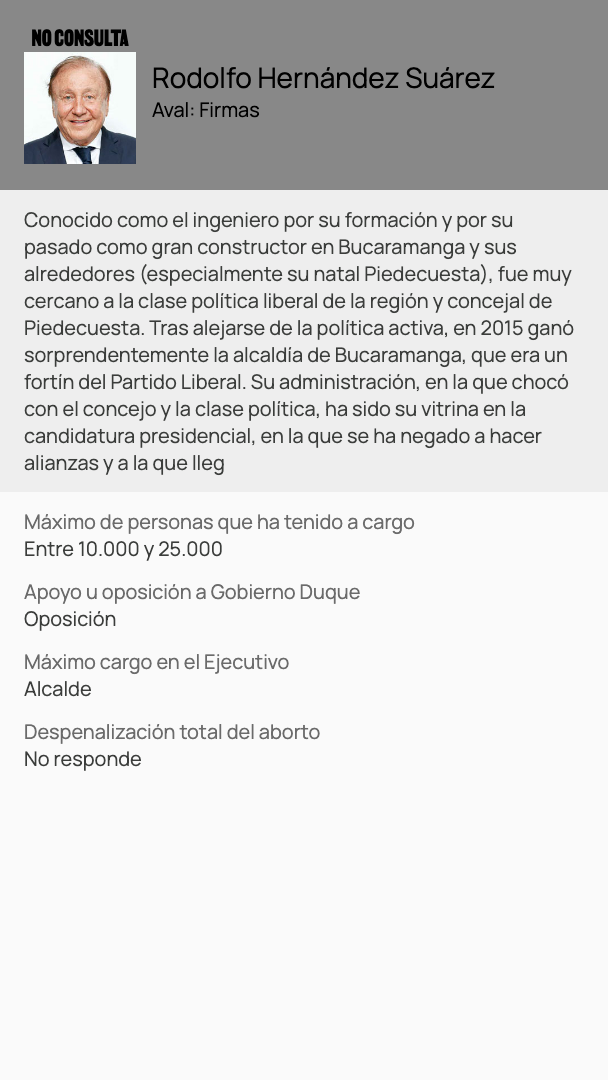 NO CONSULTA
Rodolfo Hernández Suárez
Aval: Firmas
Conocido como el ingeniero por su formación y por su
pasado como gran constructor en Bucaramanga y sus
alrededores (especialmente su natal Piedecuesta), fue muy
cercano a la clase política liberal de la región y concejal de
Piedecuesta. Tras alejarse de la política activa, en 2015 ganó
sorprendentemente la alcaldía de Bucaramanga, que era un
fortín del Partido Liberal. Su administración, en la que chocó
con el concejo y la clase política, ha sido su vitrina en la
candidatura presidencial, en la que se ha negado a hacer
alianzas y a la que lleg
Máximo de personas que ha tenido a cargo
Entre 10.000 y 25.000
Apoyo u oposición a Gobierno Duque
Oposición
Máximo cargo en el Ejecutivo
Alcalde
Despenalización total del aborto
No responde